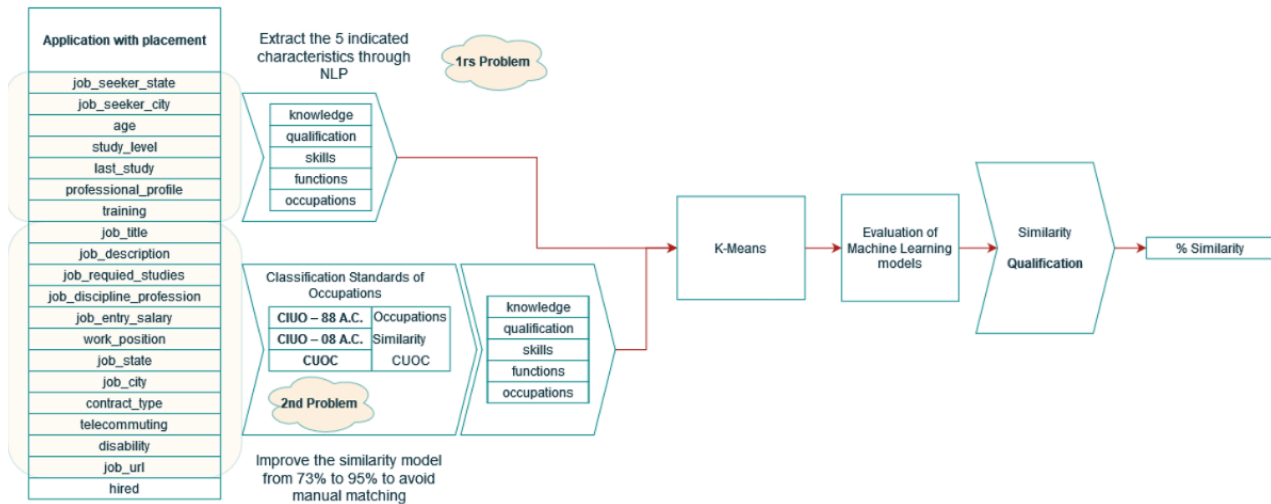 Application with placement
job_seeker_state
job_seeker_city
age
study_level
last_study
professional_profile
training
job_title
job_description
job_requied_studies
job_discipline_profession
job_entry_salary
work_position
job_state
job_city
contract_type
telecommuting
disability
job_url
hired
Extract the 5 indicated
characteristics through
NLP
1rs Problem
knowledge
qualification
skills
functions
occupations
Classification Standards of
Occupations
CIUO – 88 A.C.
Occupations
CIUO – 08 A.C.
Similarity
CUOC
CUOC
2nd Problem
Improve the similarity model
from 73% to 95% to avoid
manual matching
knowledge
qualification
skills
functions
occupations
K-Means
Evaluation of
Machine Learning
models
Similarity
Qualification
% Similarity